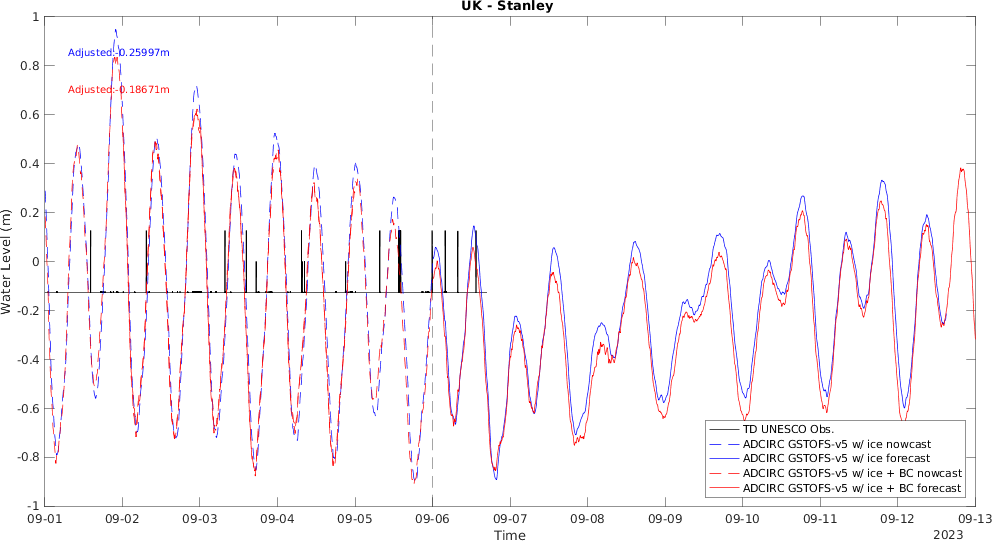 UK - Stanley
Adjusted:-0.25997m
Adjusted:-0.18671m
1
0.8
0.6
0.4
0.2
0
-0.2
-0.4
-0.6
-0.8
-1
Water Level (m)
TD UNESCO Obs.
ADCIRC GSTOFS-v5 w/ ice nowcast
ADCIRC GSTOFS-v5 w/ ice forecast
ADCIRC GSTOFS-v5 w/ ice + BC nowcast
ADCIRC GSTOFS-v5 w/ ice + BC forecast
09-01 09-02 09-03 09-04 09-05 09-06 09-07 09-08 09-09 09-10 09-11 09-12 09-13
Time
2023